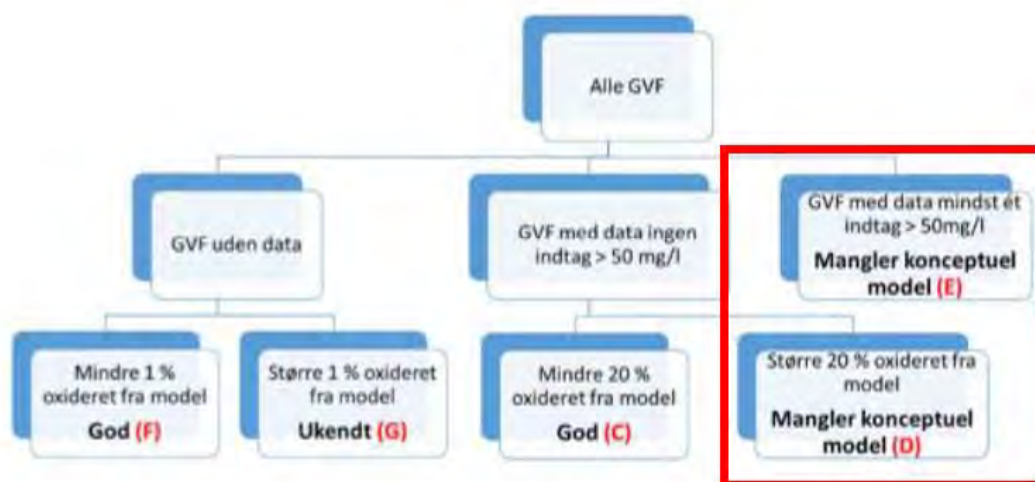 Alle GVF
GVF uden data
GVF med data ingen
indtag > 50 mg/l
GVF med data mindst ét
indtag > 50mg/l
Mangler konceptuel
model (E)
Mindre 1 %
oxideret fra model
God (F)
Større 1 % oxideret
fra model
Ukendt (G)
Mindre 20 %
oxideret fra model
God (C)
Større 20 % oxideret fra
model
Mangler konceptuel
model (D)